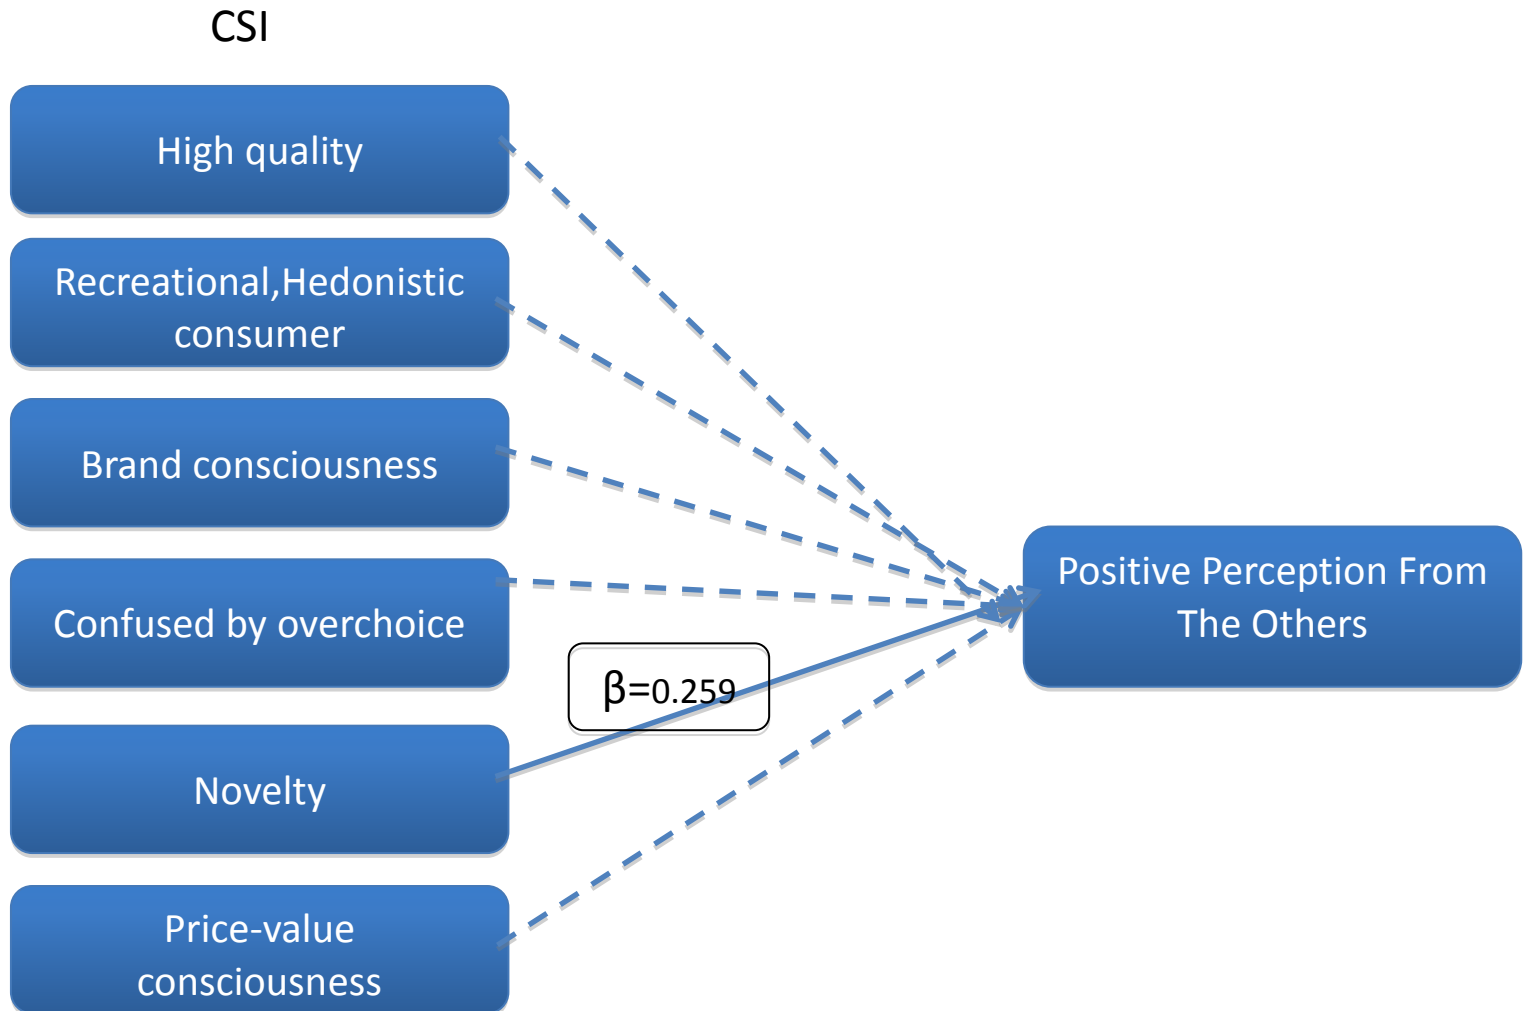 CSI
High quality
Recreational,Hedonistic
consumer
Brand consciousness
Confused by overchoice
Novelty
Price-value
consciousness
β=0.259
Positive Perception From
The Others